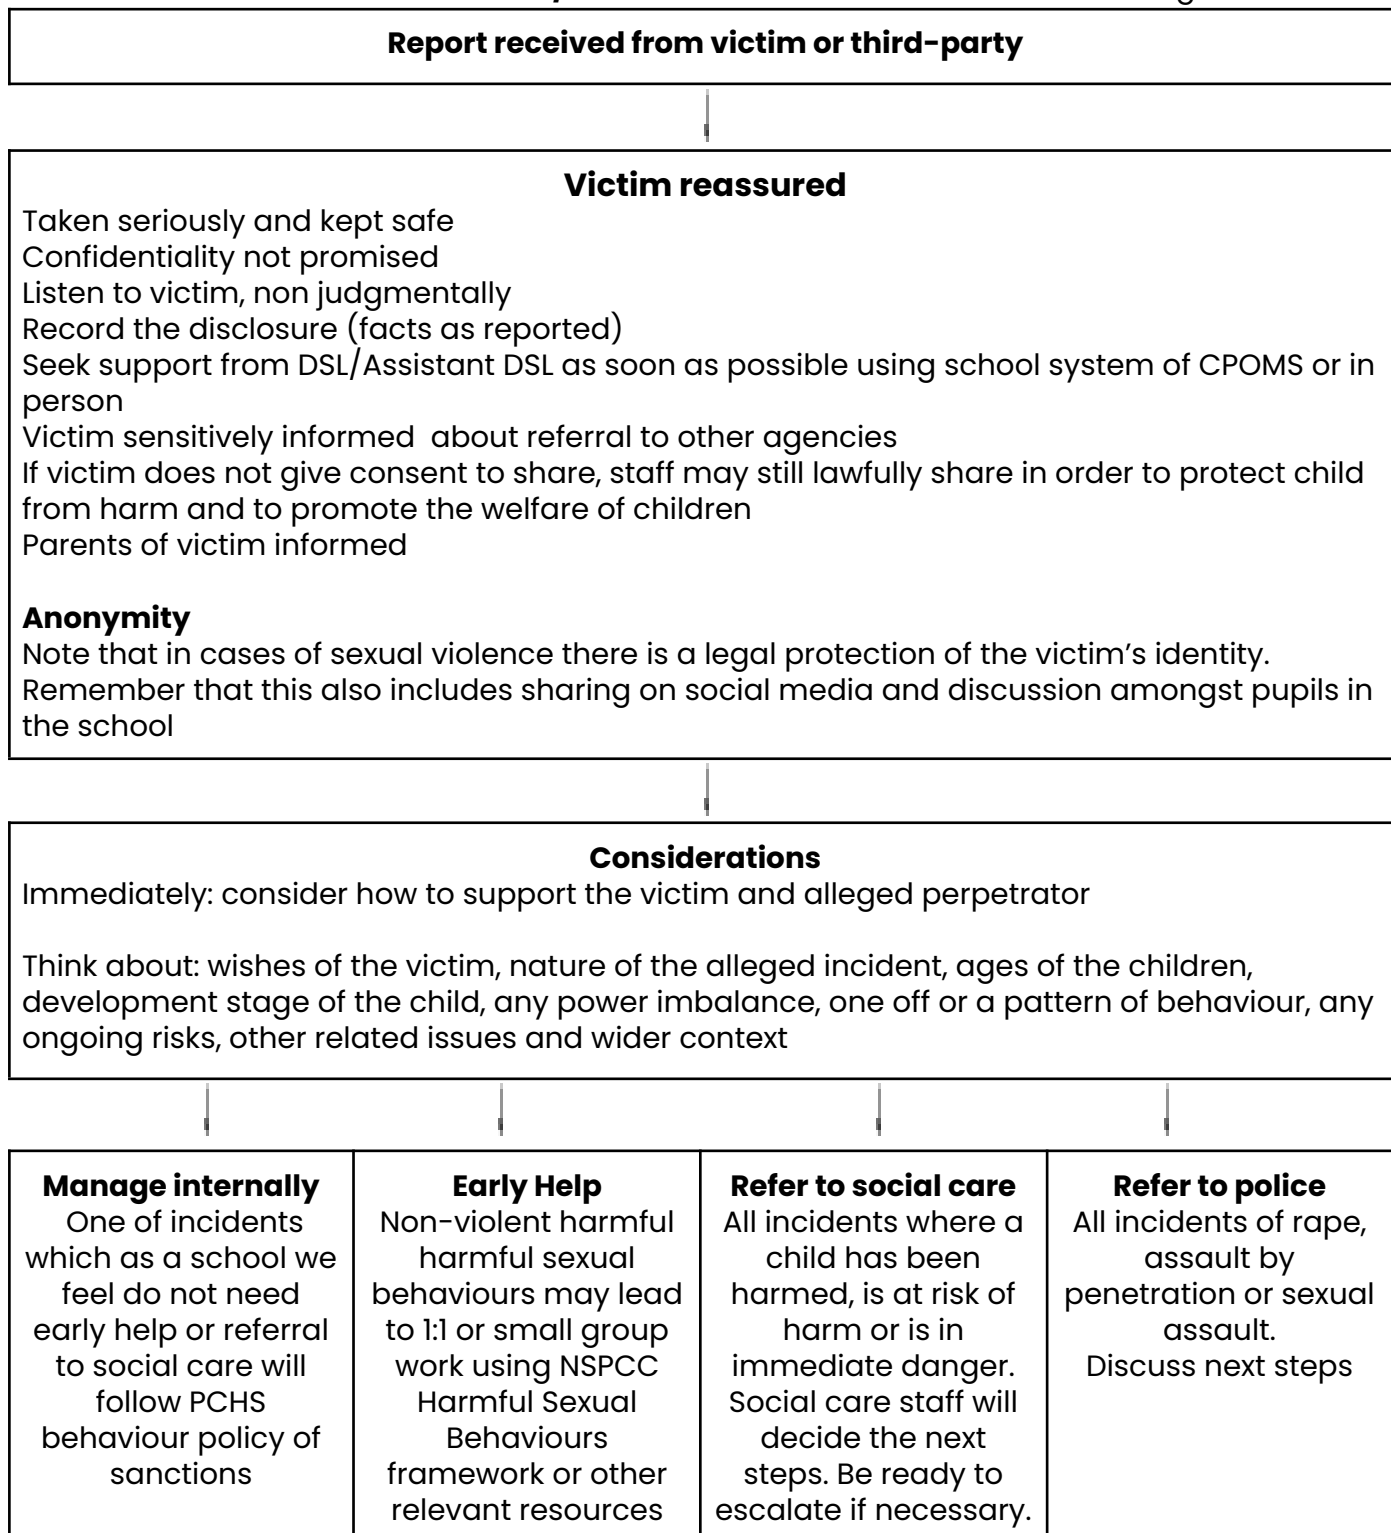 Report received from victim or third-party
Victim reassured
Taken seriously and kept safe
Confidentiality not promised
Listen to victim, non judgmentally
Record the disclosure (facts as reported)
Seek support from DSL/Assistant DSL as soon as possible using school system of CPOMS or in
person
Victim sensitively informed  about referral to other agencies
If victim does not give consent to share, staff may still lawfully share in order to protect child
from harm and to promote the welfare of children
Parents of victim informed
Anonymity
Note that in cases of sexual violence there is a legal protection of the victim’s identity.
Remember that this also includes sharing on social media and discussion amongst pupils in
the school
Considerations
Immediately: consider how to support the victim and alleged perpetrator
Think about: wishes of the victim, nature of the alleged incident, ages of the children,
development stage of the child, any power imbalance, one off or a pattern of behaviour, any
ongoing risks, other related issues and wider context
Manage internally
One of incidents
which as a school we
feel do not need
early help or referral
to social care will
follow PCHS
behaviour policy of
sanctions
Early Help
Non-violent harmful
harmful sexual
behaviours may lead
to 1:1 or small group
work using NSPCC
Harmful Sexual
Behaviours
framework or other
relevant resources
Refer to social care
All incidents where a
child has been
harmed, is at risk of
harm or is in
immediate danger.
Social care staff will
decide the next
steps. Be ready to
escalate if necessary.
Refer to police
All incidents of rape,
assault by
penetration or sexual
assault.
Discuss next steps